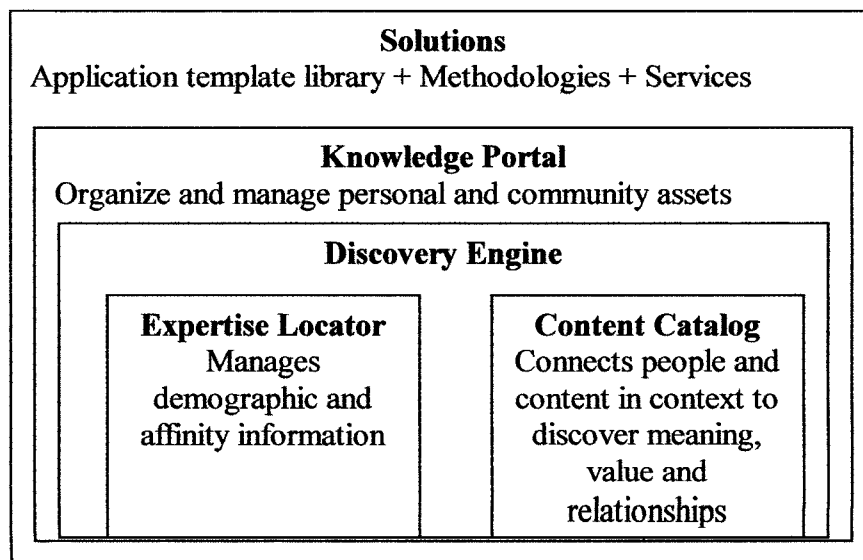 Solutions
Application template library + Methodologies + Services
Knowledge Portal
Organize and manage personal and community assets
Discovery Engine
Expertise Locator
Manages
demographic and
affinity information
Content Catalog
Connects people and
content in context to
discover meaning,
value and
relationships